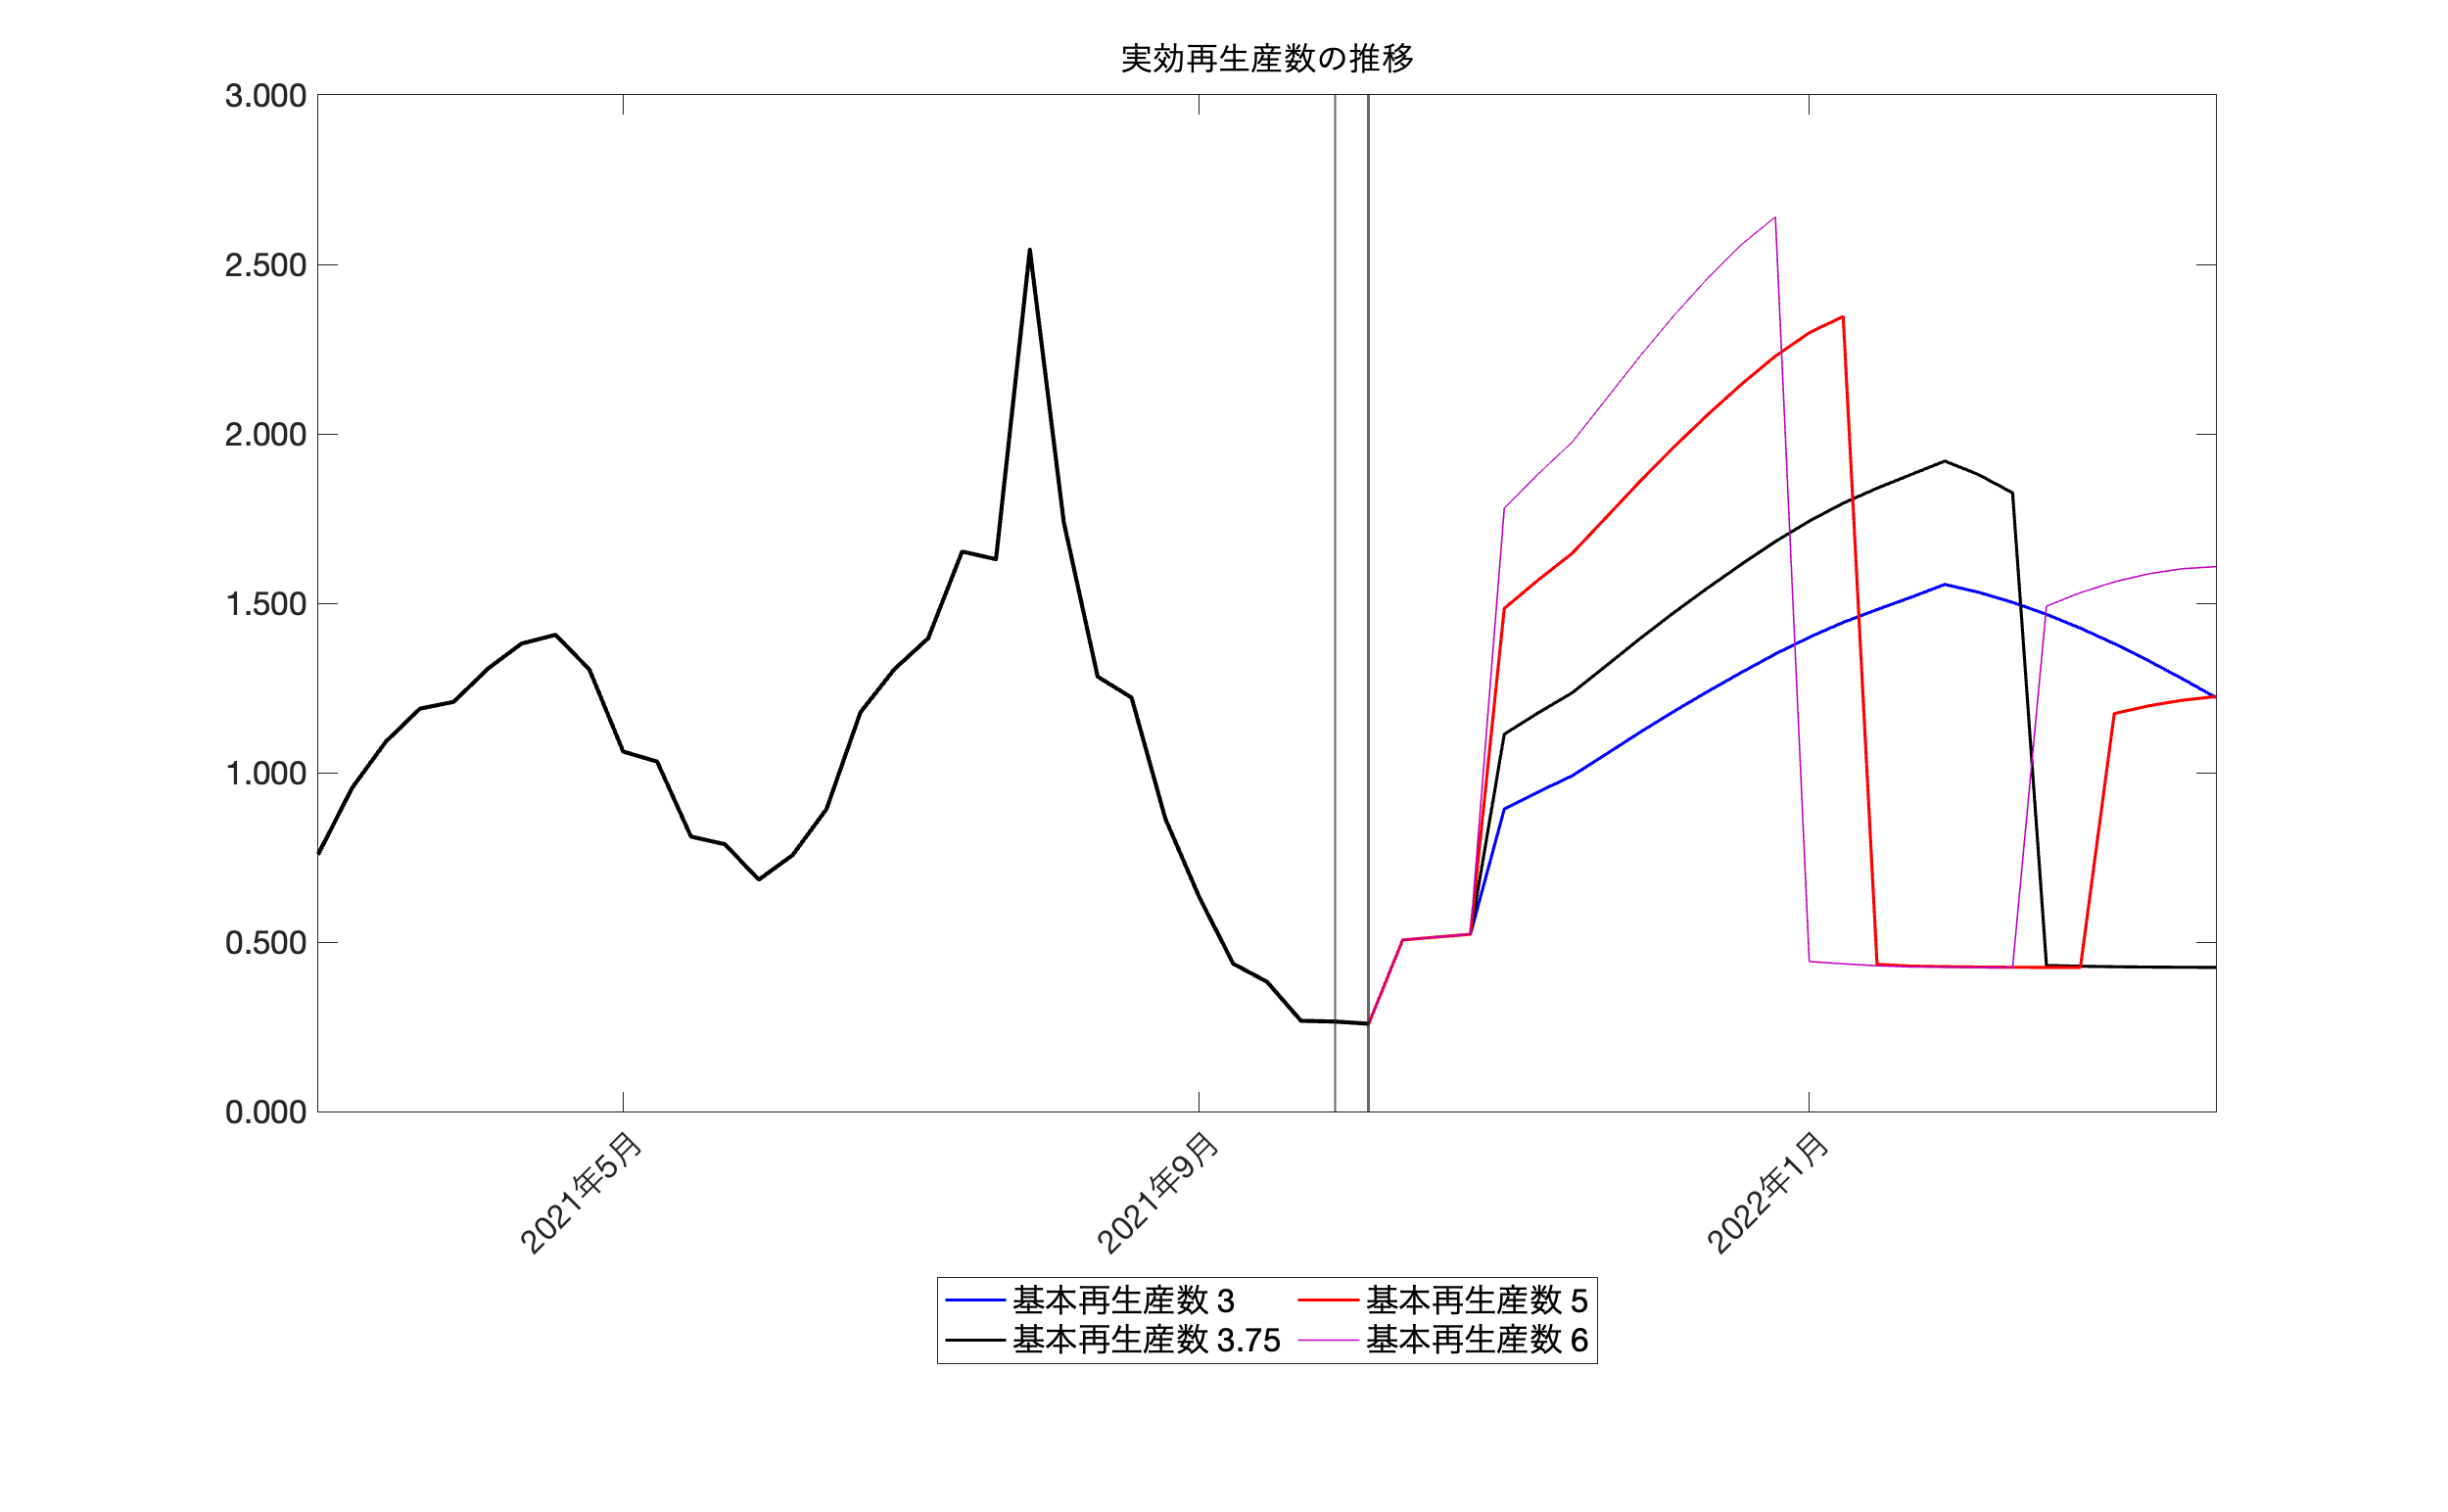 実効再生産数の推移
3.000
2.500
2.000
1.500
1.000
0.500
0.000
2021年5月
2021年9月
2022年1月
基本再生産数 3
基本再生産数 5
基本再生産数 3.75
基本再生産数 6